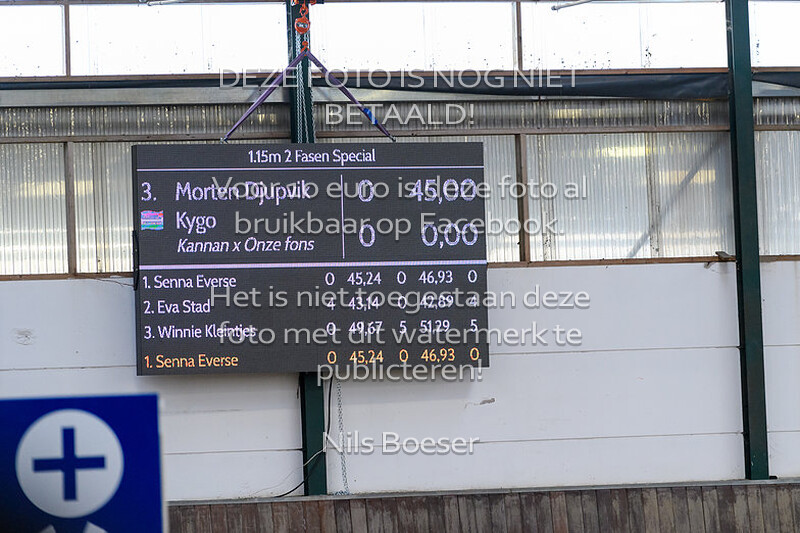 DEZE FOTO IS NOG NIET
BETAALD!
1.15m 2 Fasen Special
3. Morten Djupvik 0 45,00
Voor euro is deze foto al
Kygo
bruikbaar op Facebook
Kannan x Onze fons 0 0,00
1. Senna Everse 0 45,24 0 46,93 0
Het is niet toegestaan deze
2. Eva Stad 4 43,14 0 42,89 4
3. Winnie Kleintjes 0 49,67 5 51,29 5
foto met dit watermerk te
1. Senna Everse 0 45,24 0 46,93 0
publiceren!
Nils Boeser